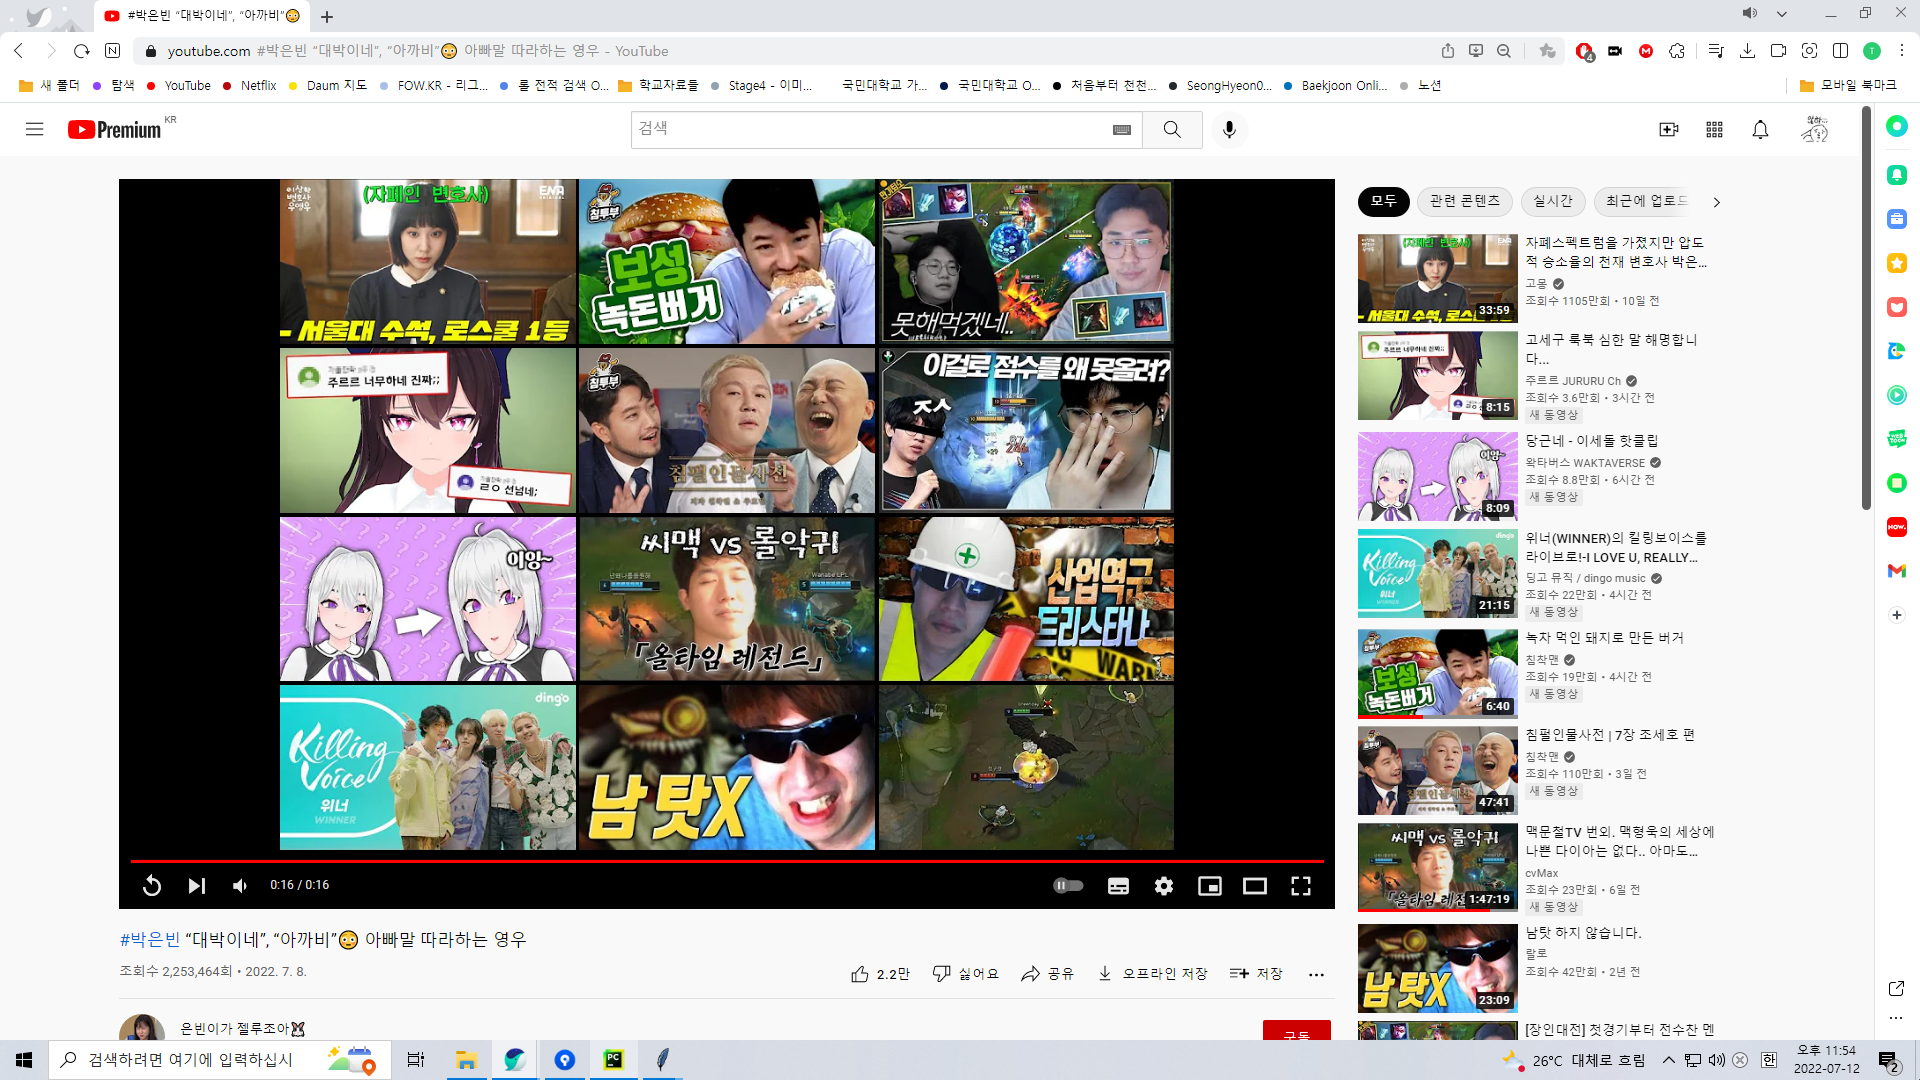 #박은빈 “대박이네”, “아까비”😳
youtube.com #박은빈 “대박이네”, “아까비”😳 아빠말 따라하는 영우 - YouTube
4
새 폴더 탐색 YouTube Netflix Daum 지도 FOW.KR - 리그... 롤 전적 검색 O... 학교자료들 Stage4 - 이미... 국민대학교 가... 국민대학교 O... 처음부터 천천... SeongHyeon0... Baekjoon Onli... 노션 모바일 북마크
Premium KR
검색
이상한 변호사 우영우
(자폐인 변호사)
ENA
- 서울대 수석, 로스쿨 1등
침투부
보성
녹돈버거
못해먹겠네..
주르르 너무하네 진짜;;
ㄹㅇ 선넘네;
침투부
침펄인물사전
이걸로 점수를 왜 못올려?
ㅈㅅ
이잉~
씨맥 vs 롤악귀
「올타임 레전드」
산업역군
트리스타나
dingo
Killing
Voice
위너
WINNER
남 탓X
0:16 / 0:16
#박은빈 “대박이네”, “아까비”😳 아빠말 따라하는 영우
조회수 2,253,464회 • 2022. 7. 8.
2.2만 싫어요 공유 오프라인 저장 저장
은빈이가 젤루조아
구독
모두 관련 콘텐츠 실시간 최근에 업로드
자폐스펙트럼을 가졌지만 압도
적 승소율의 천재 변호사 박은...
고몽
조회수 1105만회 • 10일 전
33:59
고세구 룩북 심한 말 해명합니
다...
주르르 JURURU Ch
조회수 3.6만회 • 3시간 전
새 동영상
8:15
당근네 - 이세돌 핫클립
왁타버스 WAKTAVERSE
조회수 8.8만회 • 6시간 전
새 동영상
8:09
위너(WINNER)의 킬링보이스를
라이브로!-I LOVE U, REALLY...
딩고 뮤직 / dingo music
조회수 22만회 • 4시간 전
새 동영상
21:15
녹차 먹인 돼지로 만든 버거
침착맨
조회수 19만회 • 4시간 전
새 동영상
6:40
침펄인물사전 | 7장 조세호 편
침착맨
조회수 110만회 • 3일 전
새 동영상
47:41
맥문철TV 번외. 맥형욱의 세상에
나쁜 다이아는 없다.. 아마도...
cvMax
조회수 23만회 • 6일 전
새 동영상
1:47:19
남탓 하지 않습니다.
랄로
조회수 42만회 • 2년 전
23:09
[장인대전] 첫경기부터 전수찬 멘
검색하려면 여기에 입력하십시
26°C 대체로 흐림
한
오후 11:54
2022-07-12
2